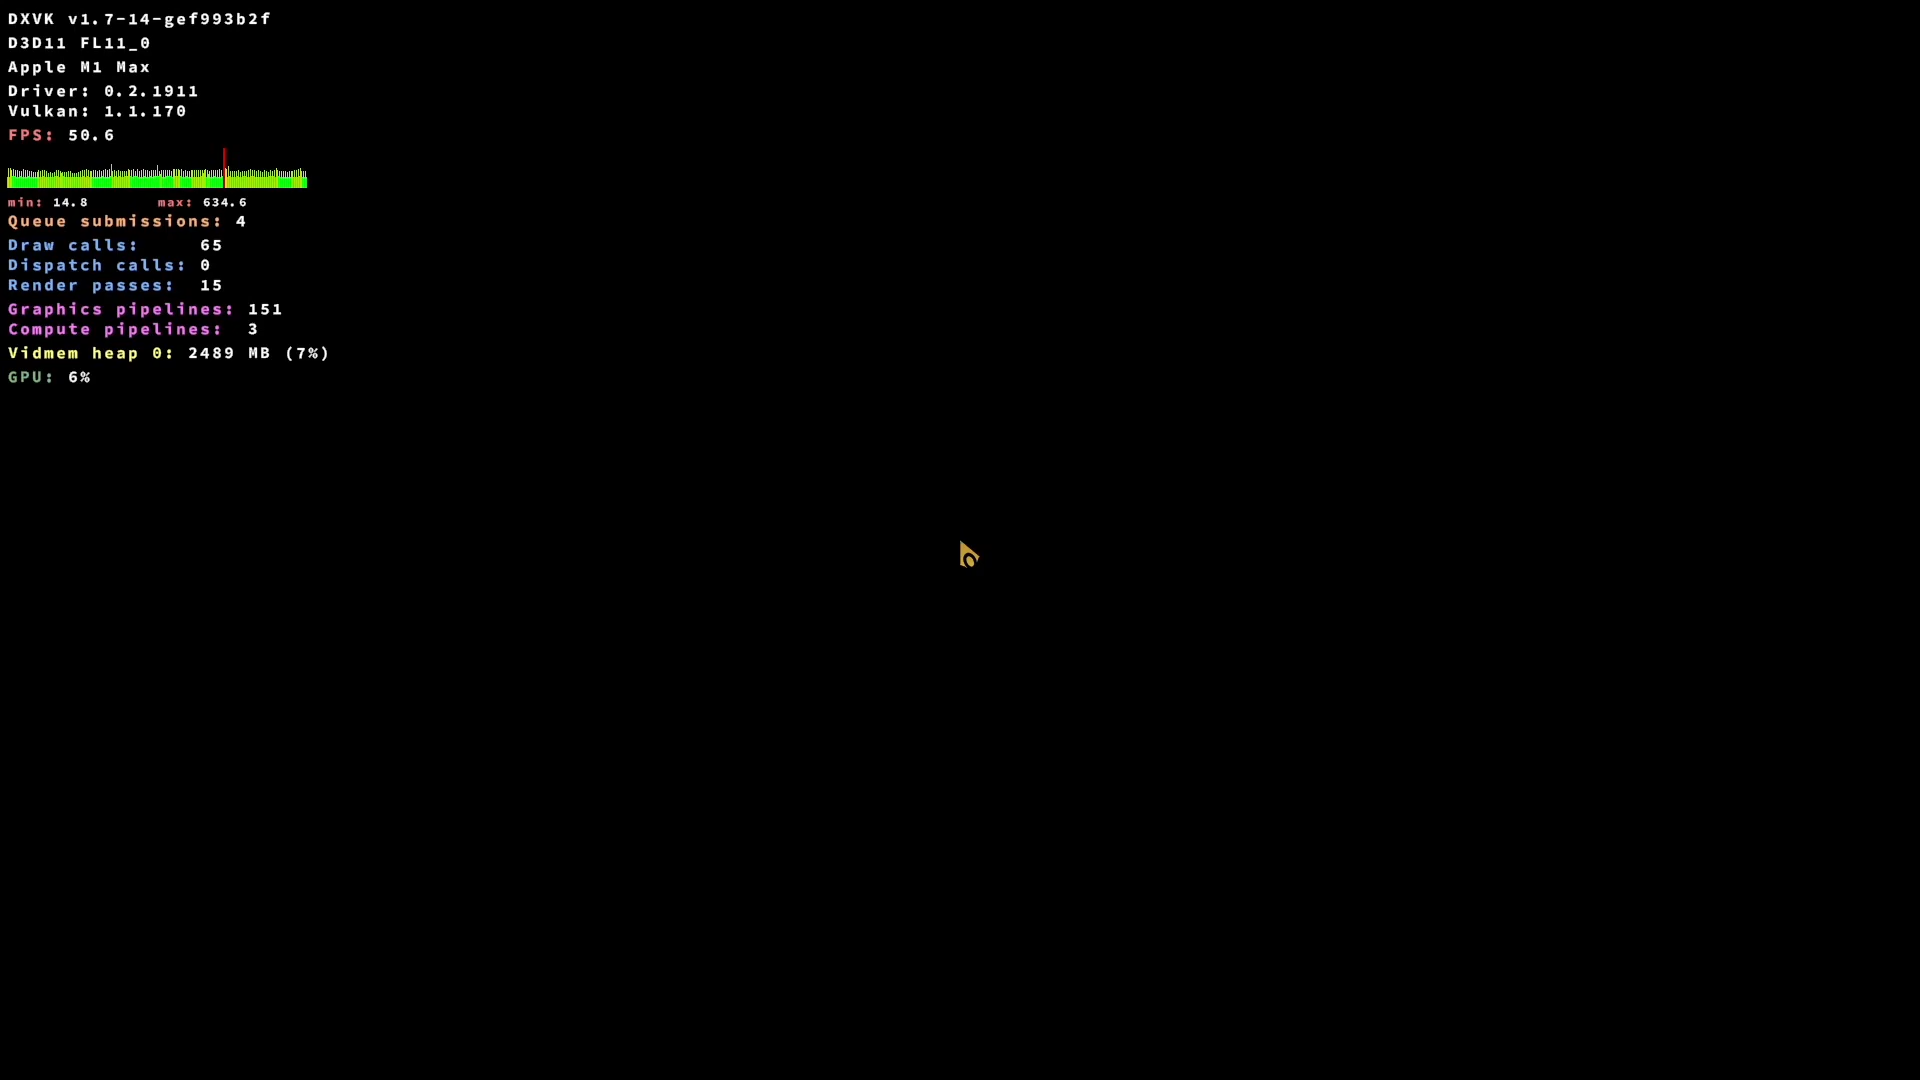 DXVK v1.7-14-gef993b2f
D3D11 FL11_0
Apple M1 Max
Driver: 0.2.1911
Vulkan: 1.1.170
FPS: 50.6
min: 14.8 max: 634.6
Queue submissions: 4
Draw calls: 65
Dispatch calls: 0
Render passes: 15
Graphics pipelines: 151
Compute pipelines: 3
Vidmem heap 0: 2489 MB (7%)
GPU: 6%